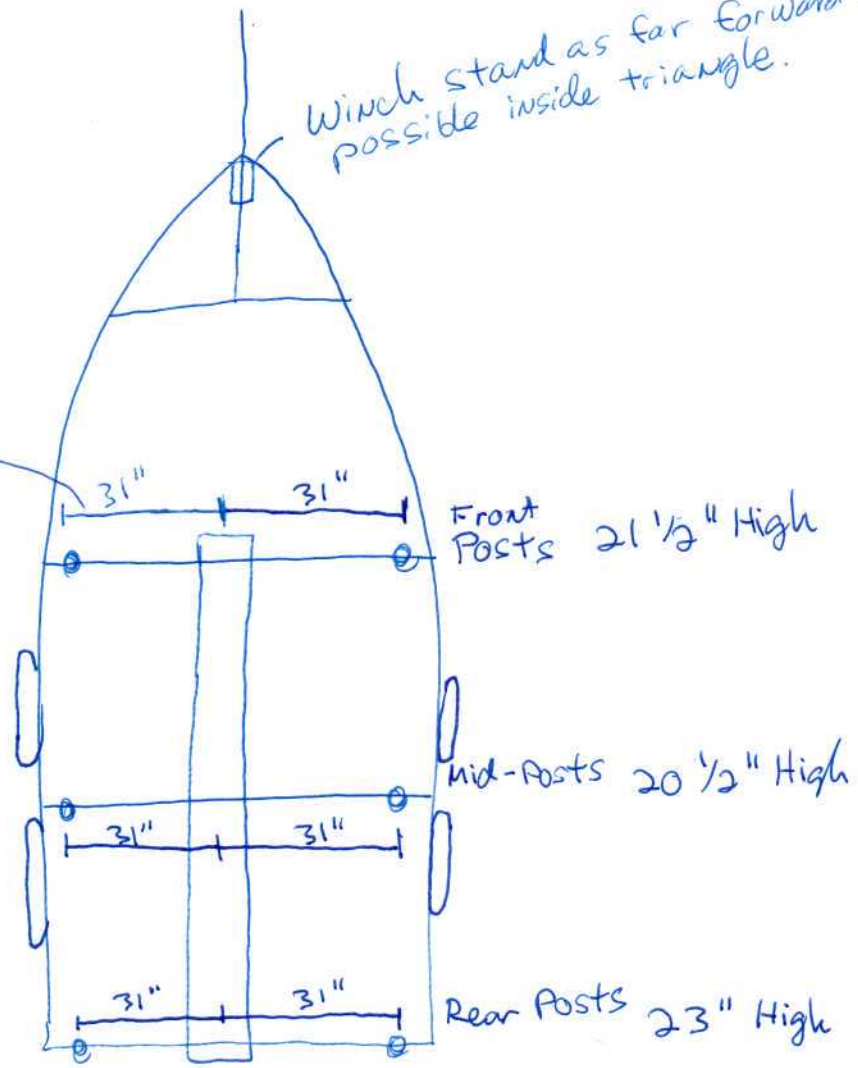 Winch stand as far forward
possible inside triangle.
31" 31"
Front
Posts 21 1/2" High
Mid-Posts 20 1/2" High
31" 31"
31" 31"
Rear Posts 23" High